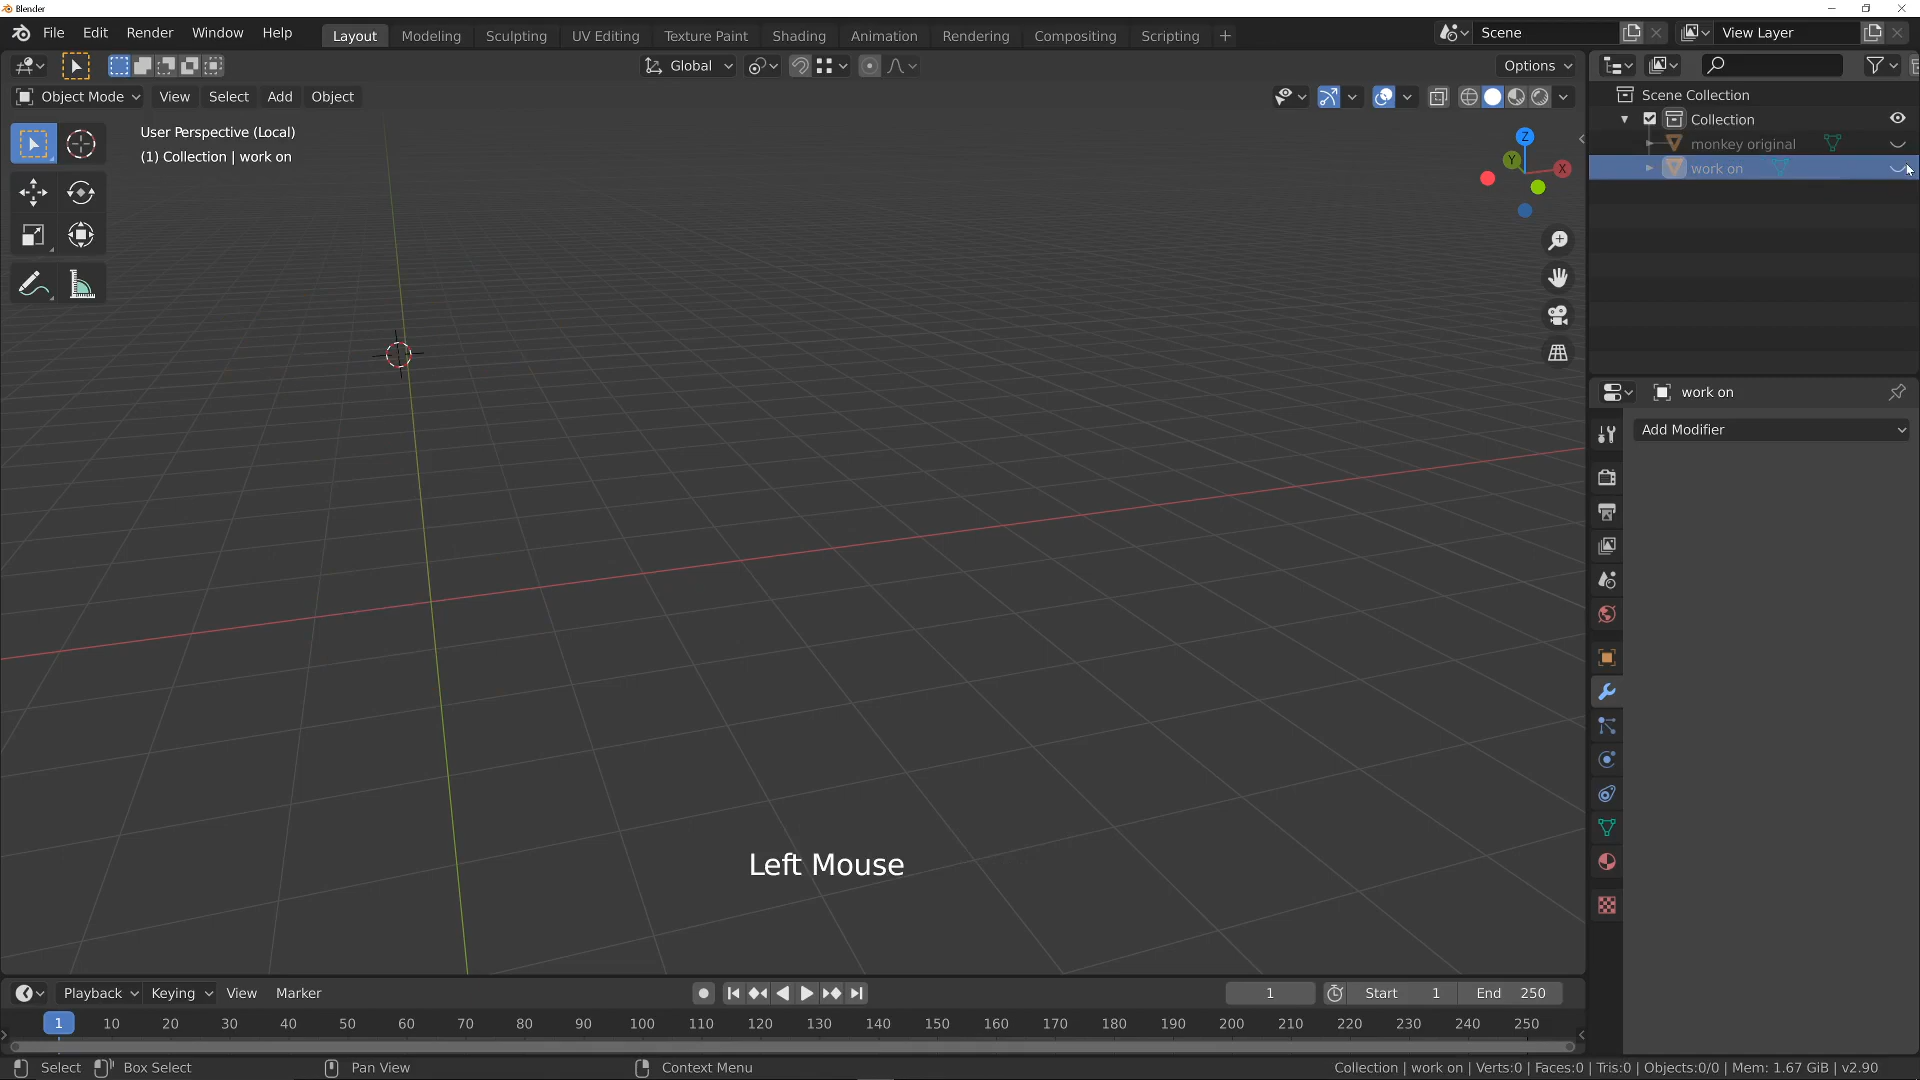 Blender
File Edit Render Window Help Layout Modeling Sculpting UV Editing Texture Paint Shading Animation Rendering Compositing Scripting + Scene View Layer
Global Options
Object Mode View Select Add Object
User Perspective (Local)
(1) Collection | work on
Z
Y
X
Scene Collection
Collection
monkey original
work on
work on
Add Modifier
Left Mouse
Playback Keying View Marker 1 Start 1 End 250
1 10 20 30 40 50 60 70 80 90 100 110 120 130 140 150 160 170 180 190 200 210 220 230 240 250
Select Box Select Pan View Context Menu Collection | work on | Verts:0 | Faces:0 | Tris:0 | Objects:0/0 | Mem: 1.67 GiB | v2.90